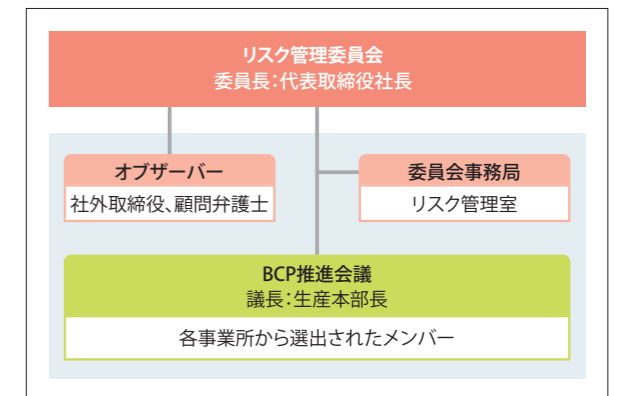 リスク管理委員会
委員長：代表取締役社長
オブザーバー
社外取締役、顧問弁護士
委員会事務局
リスク管理室
BCP推進会議
議長：生産本部長
各事業所から選出されたメンバー